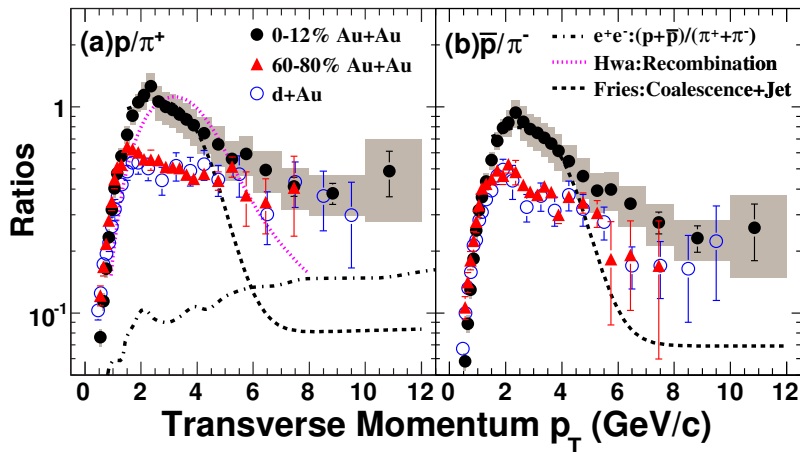 (a)p/π⁺
0-12% Au+Au
60-80% Au+Au
d+Au
(b)p̅/π⁻
e⁺e⁻:(p+p̅)/(π⁺+π⁻)
Hwa:Recombination
Fries:Coalescence+Jet
Ratios
1
10⁻¹
0 2 4 6 8 10 12
0 2 4 6 8 10 12
Transverse Momentum p_T (GeV/c)